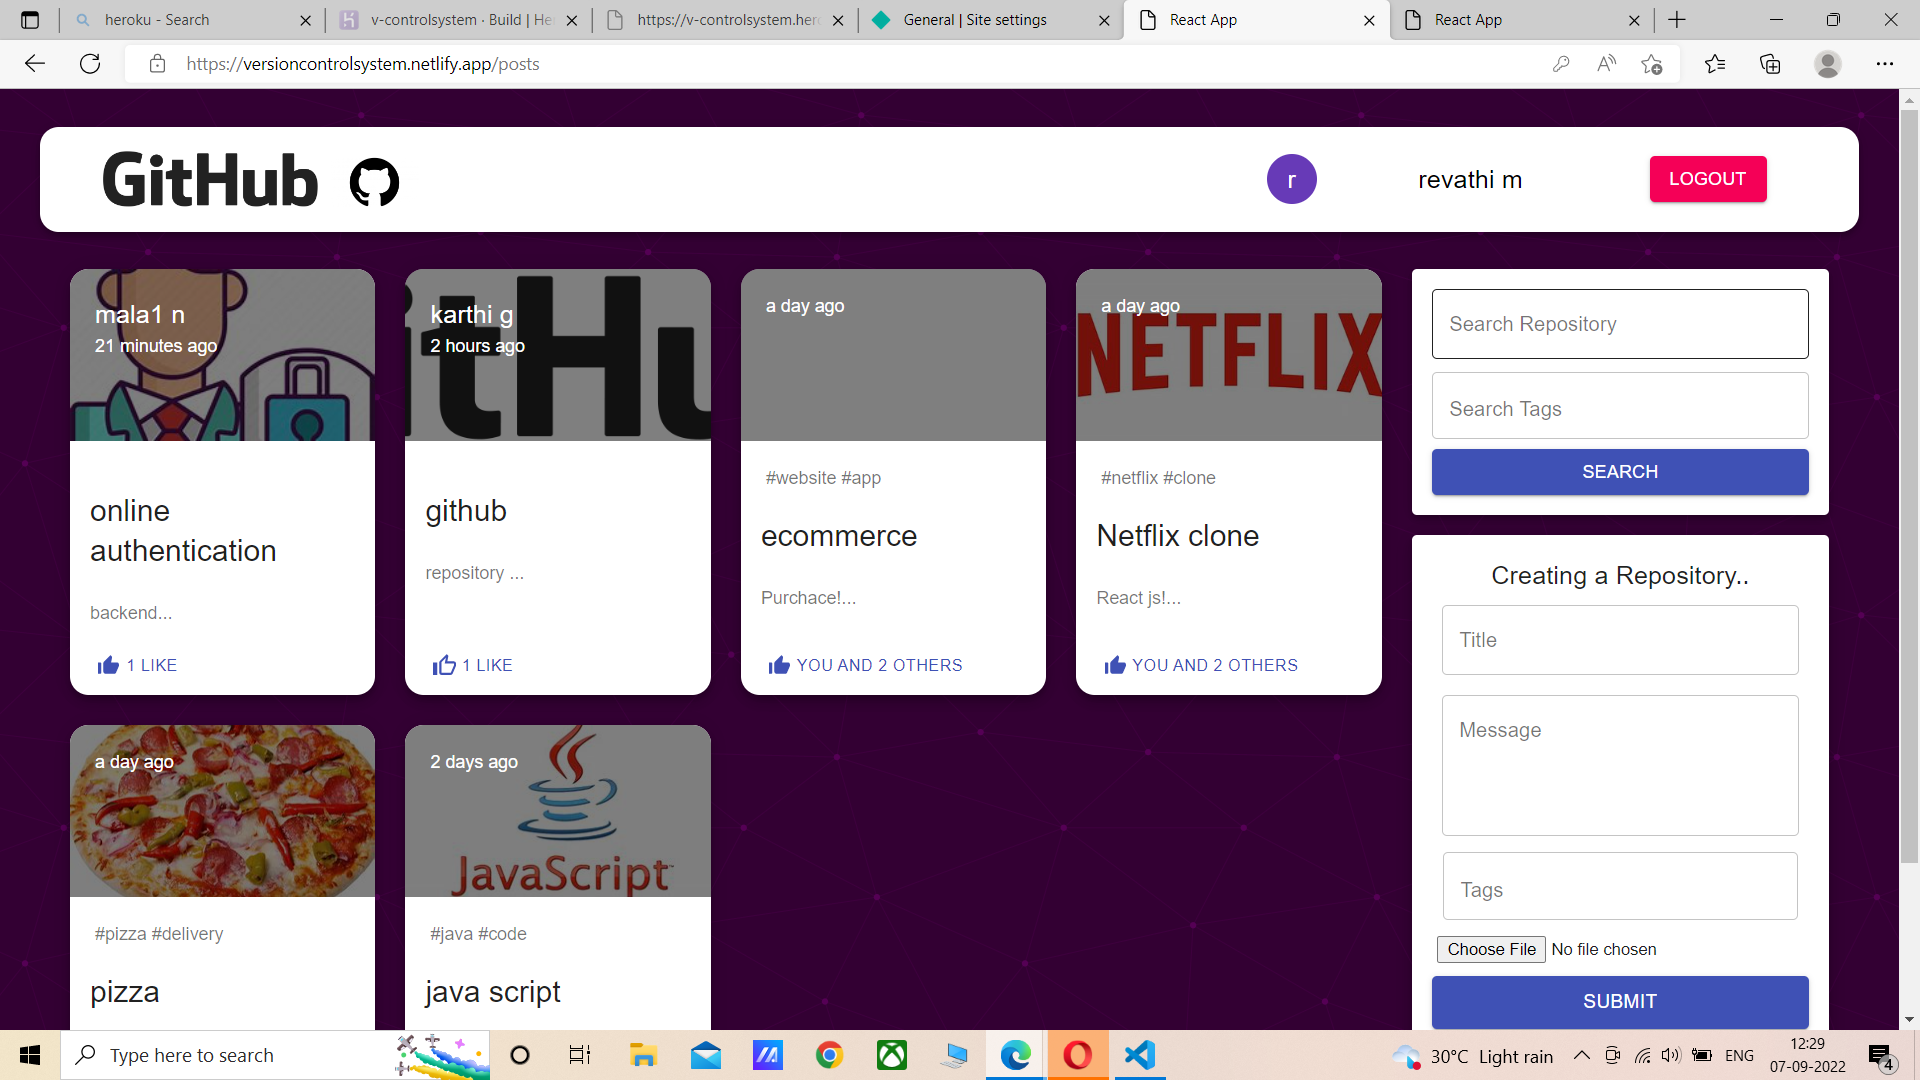 heroku - Search
v-controlsystem · Build | He
https://v-controlsystem.hero
General | Site settings
React App
React App
https://versioncontrolsystem.netlify.app/posts
GitHub
r
revathi m
LOGOUT
mala1 n
21 minutes ago
online
authentication
backend...
1 LIKE
itHu
karthi g
2 hours ago
github
repository ...
1 LIKE
a day ago
#website #app
ecommerce
Purchace!...
YOU AND 2 OTHERS
a day ago
NETFLIX
#netflix #clone
Netflix clone
React js!...
YOU AND 2 OTHERS
Search Repository
Search Tags
SEARCH
Creating a Repository..
Title
Message
Tags
Choose File No file chosen
SUBMIT
a day ago
#pizza #delivery
pizza
2 days ago
JavaScript™
#java #code
java script
Type here to search
30°C Light rain
ENG
12:29
07-09-2022
4